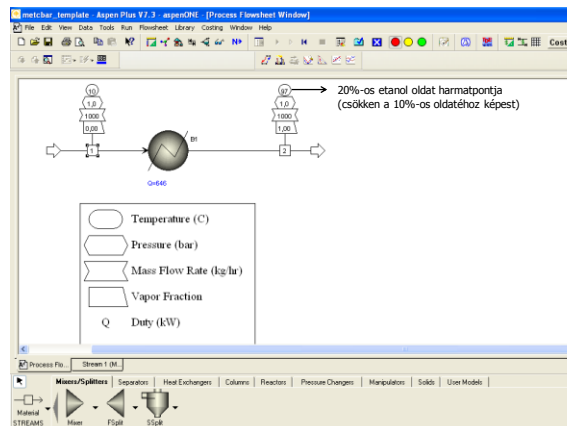 metcbar_template - Aspen Plus V7.3 - aspenONE - [Process Flowsheet Window]
File Edit View Data Tools Run Flowsheet Library Costing Window Help
Cost
10
1,0
1000
0,00
1
B1
Q=646
97
1,0
1000
1,00
2
20%-os etanol oldat harmatpontja
(csökken a 10%-os oldatéhoz képest)
Temperature (C)
Pressure (bar)
Mass Flow Rate (kg/hr)
Vapor Fraction
Q Duty (kW)
Process Flo...
Stream 1 (M...
Mixers/Splitters | Separators | Heat Exchangers | Columns | Reactors | Pressure Changers | Manipulators | Solids | User Models |
Material
STREAMS
Mixer
FSplit
SSplit